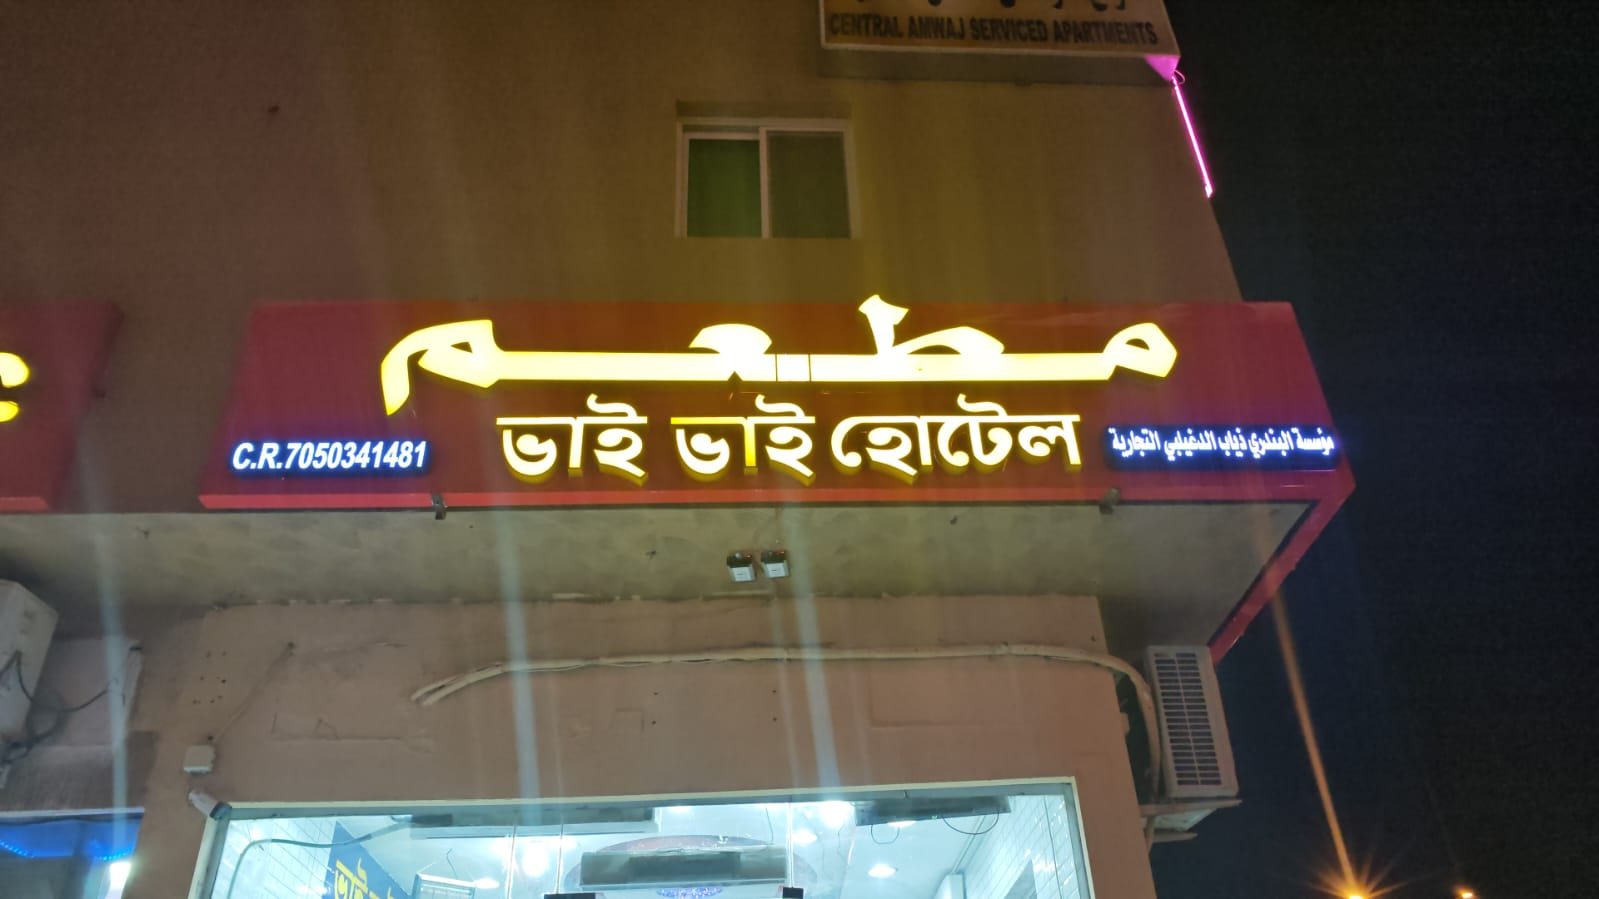 CENTRAL AMWAJ SERVICED APARTMENTS
مطعم
ভাই ভাই হোটেল
C.R.7050341481
مؤسسة البندري ذياب الدغيلبي التجارية